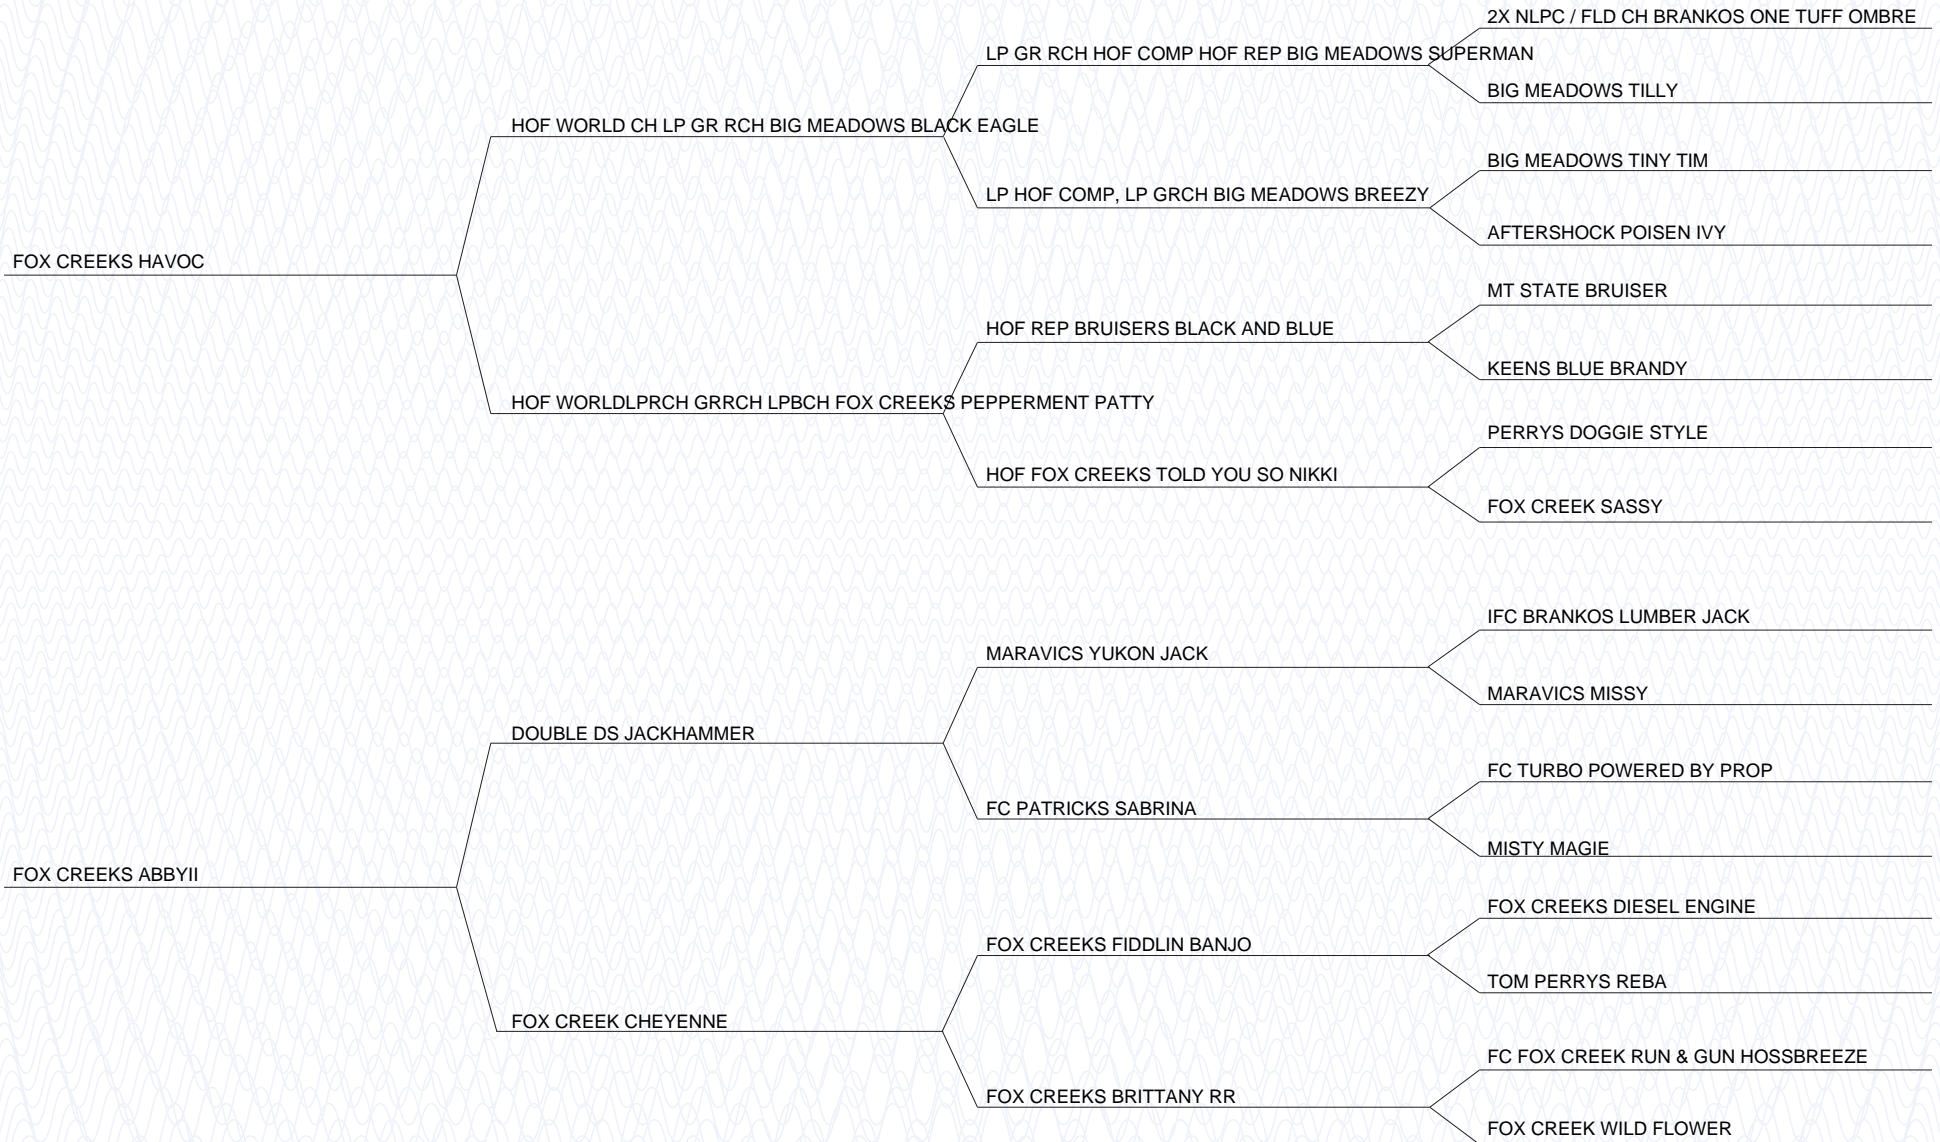 2X NLPC / FLD CH BRANKOS ONE TUFF OMBRE
LP GR RCH HOF COMP HOF REP BIG MEADOWS SUPERMAN
BIG MEADOWS TILLY
HOF WORLD CH LP GR RCH BIG MEADOWS BLACK EAGLE
BIG MEADOWS TINY TIM
LP HOF COMP, LP GRCH BIG MEADOWS BREEZY
AFTERSHOCK POISEN IVY
FOX CREEKS HAVOC
MT STATE BRUISER
HOF REP BRUISERS BLACK AND BLUE
KEENS BLUE BRANDY
HOF WORLDLPRCH GRRCH LPBCH FOX CREEKS PEPPERMENT PATTY
PERRYS DOGGIE STYLE
HOF FOX CREEKS TOLD YOU SO NIKKI
FOX CREEK SASSY
IFC BRANKOS LUMBER JACK
MARAVICS YUKON JACK
MARAVICS MISSY
DOUBLE DS JACKHAMMER
FC TURBO POWERED BY PROP
FC PATRICKS SABRINA
MISTY MAGIE
FOX CREEKS ABBYII
FOX CREEKS DIESEL ENGINE
FOX CREEKS FIDDLIN BANJO
TOM PERRYS REBA
FOX CREEK CHEYENNE
FC FOX CREEK RUN & GUN HOSSBREEZE
FOX CREEKS BRITTANY RR
FOX CREEK WILD FLOWER